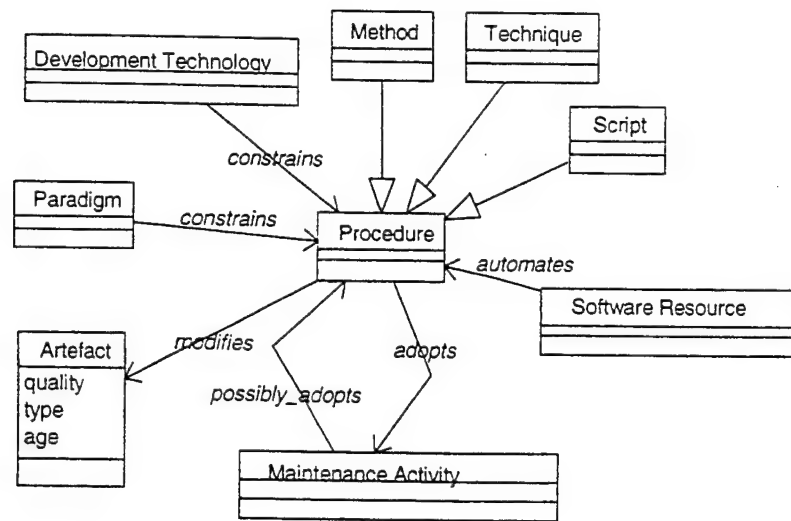 Method
Technique
Development Technology
Script
constrains
Paradigm
constrains
Procedure
automates
Software Resource
Artefact
modifies
adopts
quality
type
possibly_adopts
age
Maintenance Activity